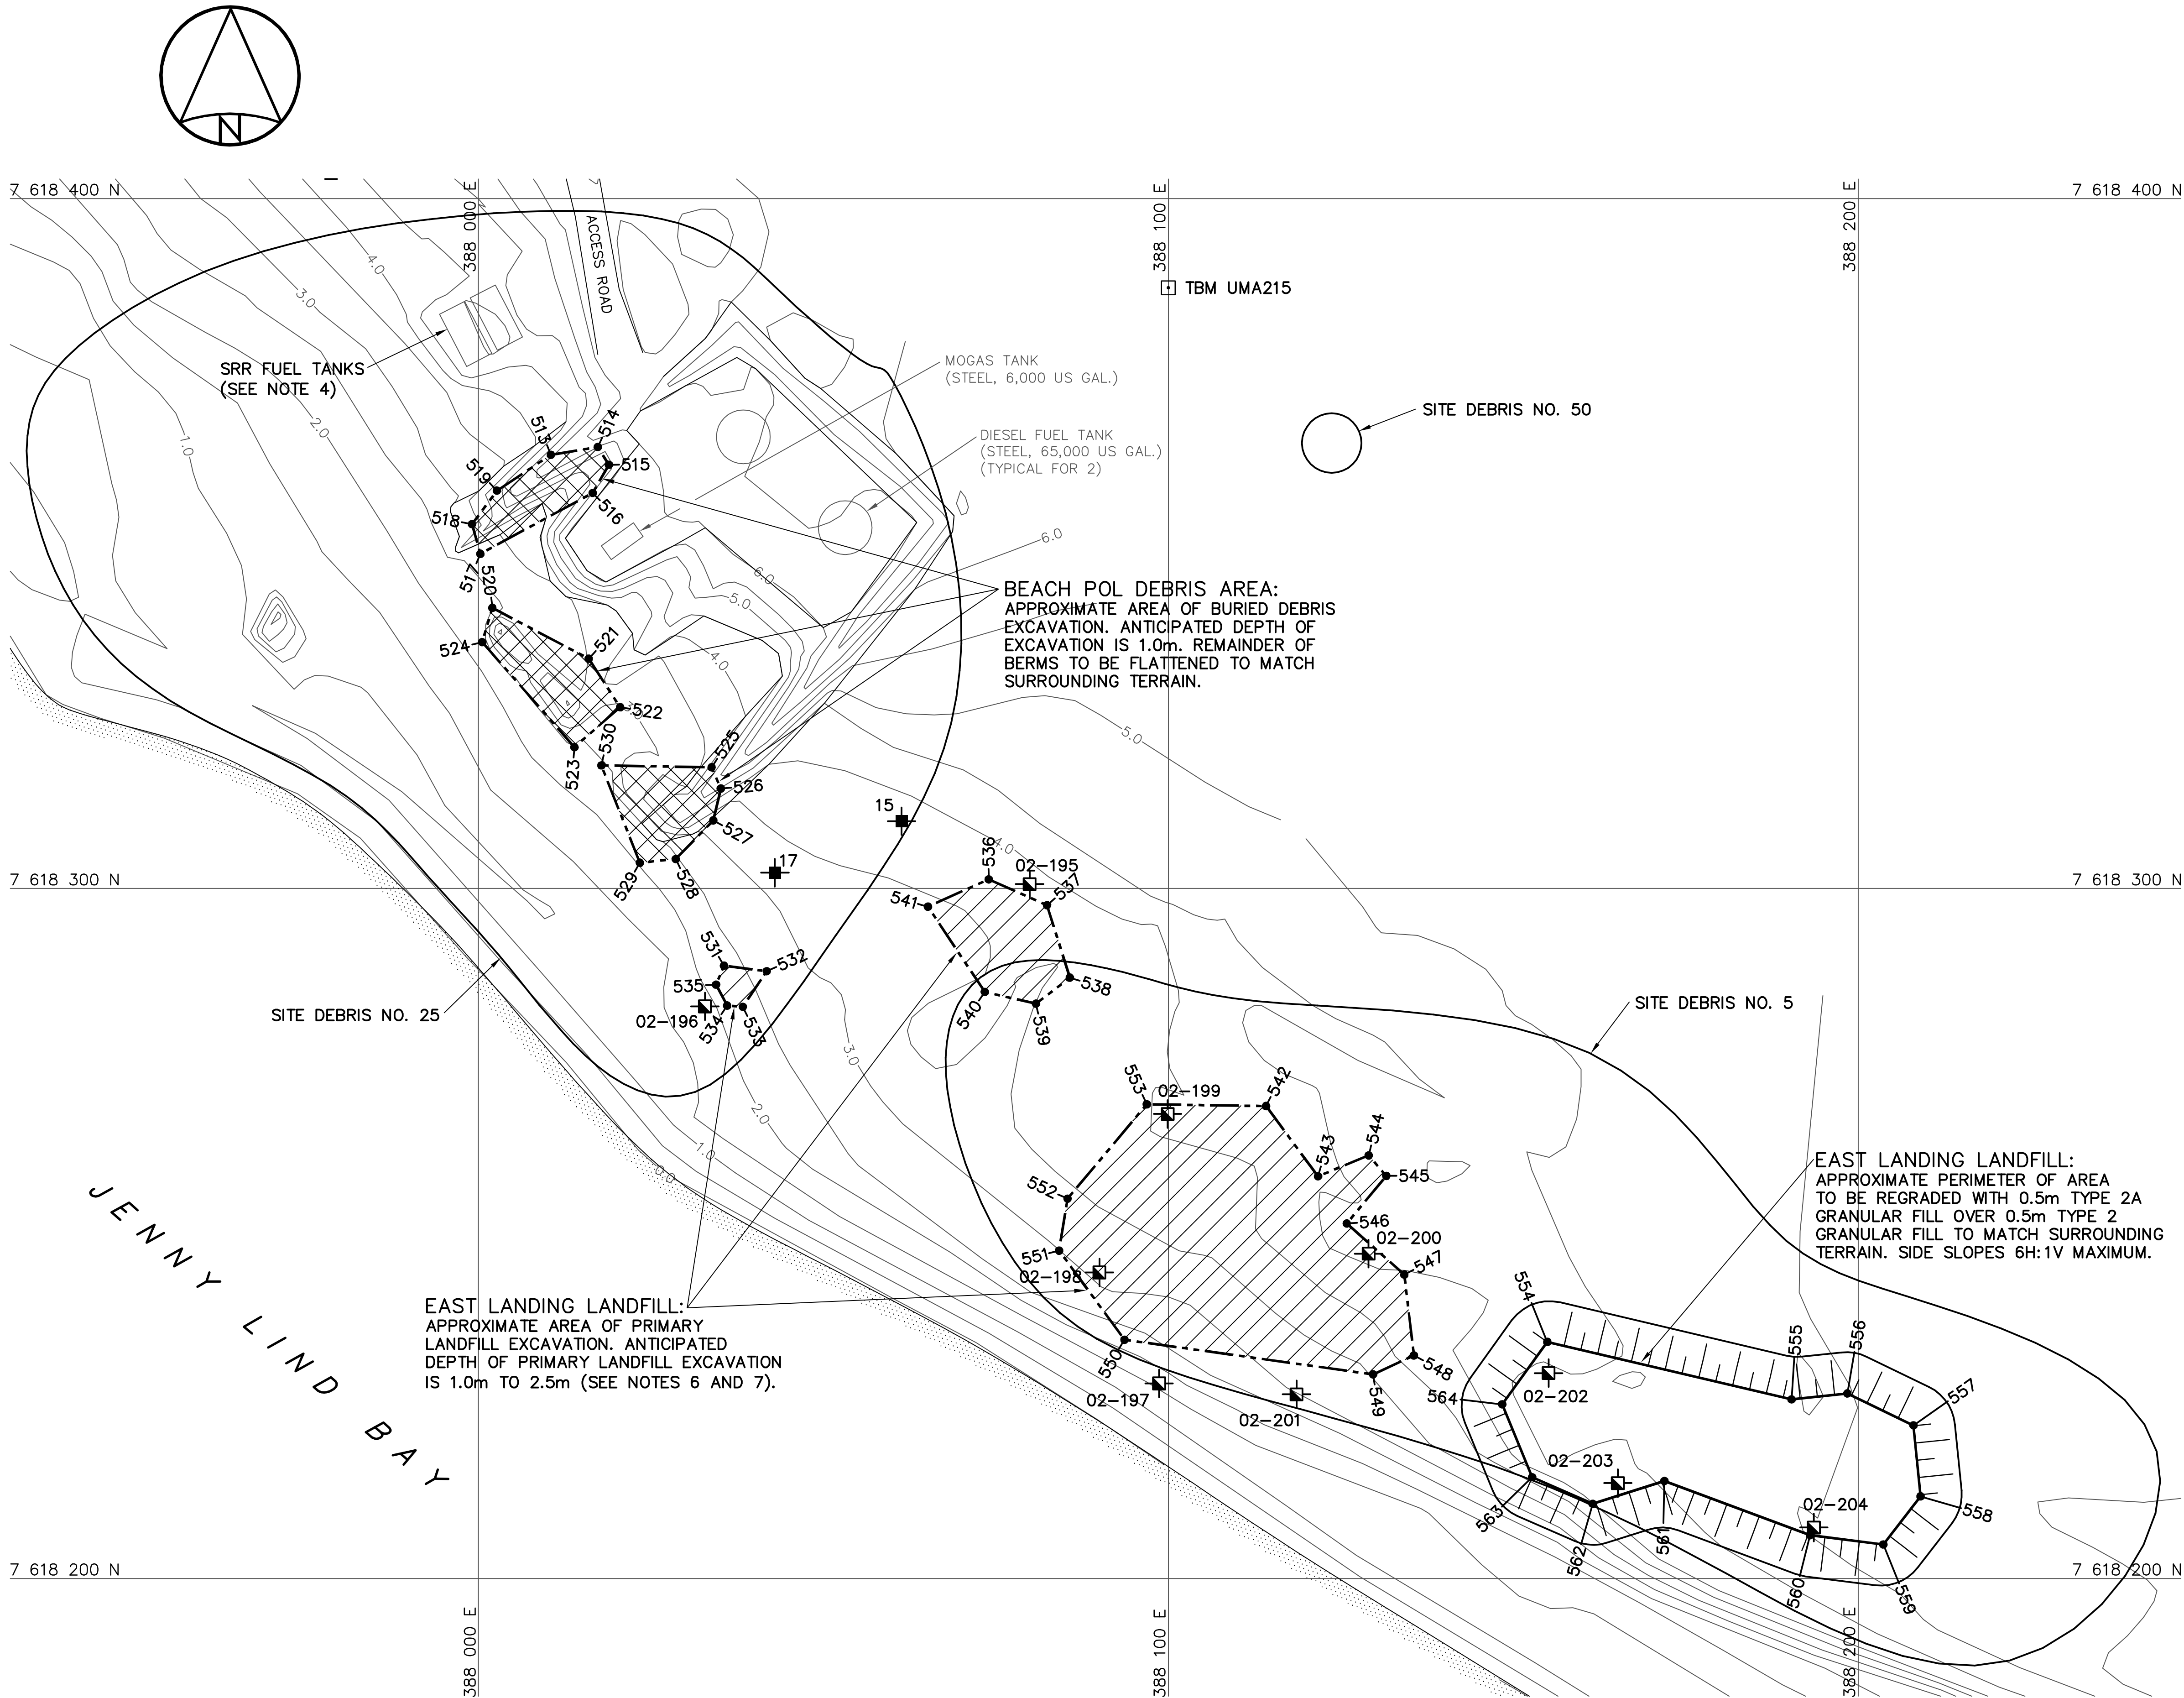 N
7 618 400 N
388 000 E
388 100 E
388 200 E
7 618 400 N
ACCESS ROAD
TBM UMA215
4.0
3.0
2.0
1.0
SRR FUEL TANKS
(SEE NOTE 4)
MOGAS TANK
(STEEL, 6,000 US GAL.)
DIESEL FUEL TANK
(STEEL, 65,000 US GAL.)
(TYPICAL FOR 2)
SITE DEBRIS NO. 50
513
514
515
516
517
518
519
520
521
522
523
524
6.0
6.0
5.0
4.0
5.0
BEACH POL DEBRIS AREA:
APPROXIMATE AREA OF BURIED DEBRIS
EXCAVATION. ANTICIPATED DEPTH OF
EXCAVATION IS 1.0m. REMAINDER OF
BERMS TO BE FLATTENED TO MATCH
SURROUNDING TERRAIN.
525
526
527
528
529
530
15
17
4.0
7 618 300 N
7 618 300 N
536
02-195
537
538
539
540
541
531
532
533
534
535
02-196
SITE DEBRIS NO. 25
SITE DEBRIS NO. 5
3.0
2.0
1.0
0.0
553
02-199
542
543
544
545
546
02-200
547
548
549
550
551
552
02-198
02-197
02-201
EAST LANDING LANDFILL:
APPROXIMATE PERIMETER OF AREA
TO BE REGRADED WITH 0.5m TYPE 2A
GRANULAR FILL OVER 0.5m TYPE 2
GRANULAR FILL TO MATCH SURROUNDING
TERRAIN. SIDE SLOPES 6H:1V MAXIMUM.
EAST LANDING LANDFILL:
APPROXIMATE AREA OF PRIMARY
LANDFILL EXCAVATION. ANTICIPATED
DEPTH OF PRIMARY LANDFILL EXCAVATION
IS 1.0m TO 2.5m (SEE NOTES 6 AND 7).
JENNY LIND BAY
554
555
556
557
558
559
560
561
562
563
564
02-202
02-203
02-204
7 618 200 N
7 618 200 N
388 000 E
388 100 E
388 200 E